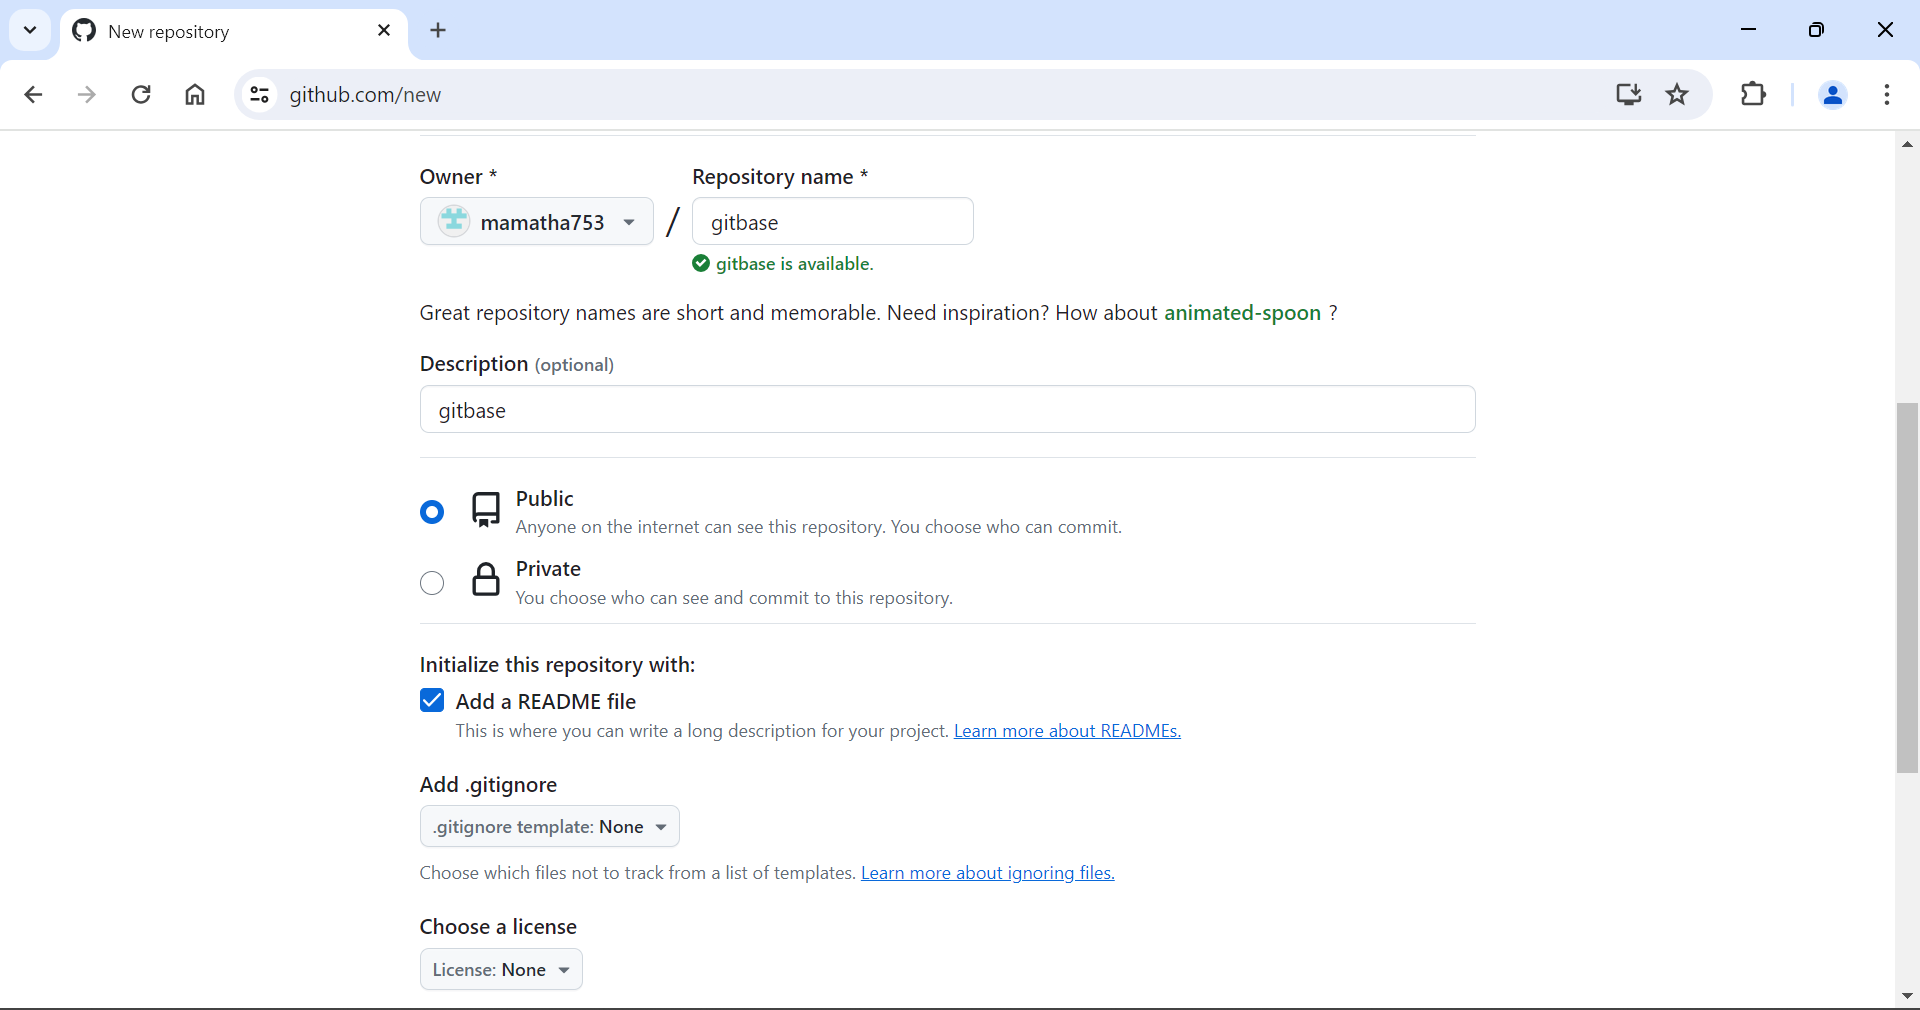 New repository
github.com/new
Owner *
Repository name *
mamatha753
/
gitbase
gitbase is available.
Great repository names are short and memorable. Need inspiration? How about animated-spoon ?
Description (optional)
gitbase
Public
Anyone on the internet can see this repository. You choose who can commit.
Private
You choose who can see and commit to this repository.
Initialize this repository with:
Add a README file
This is where you can write a long description for your project. Learn more about READMEs.
Add .gitignore
.gitignore template: None
Choose which files not to track from a list of templates. Learn more about ignoring files.
Choose a license
License: None